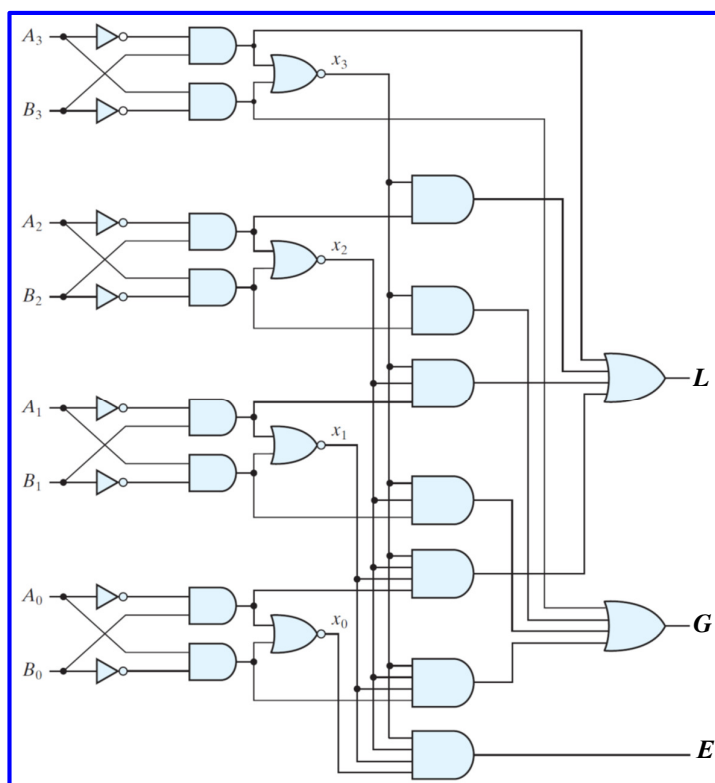 A₃
x₃
B₃
A₂
x₂
B₂
L
A₁
x₁
B₁
A₀
x₀
G
B₀
E